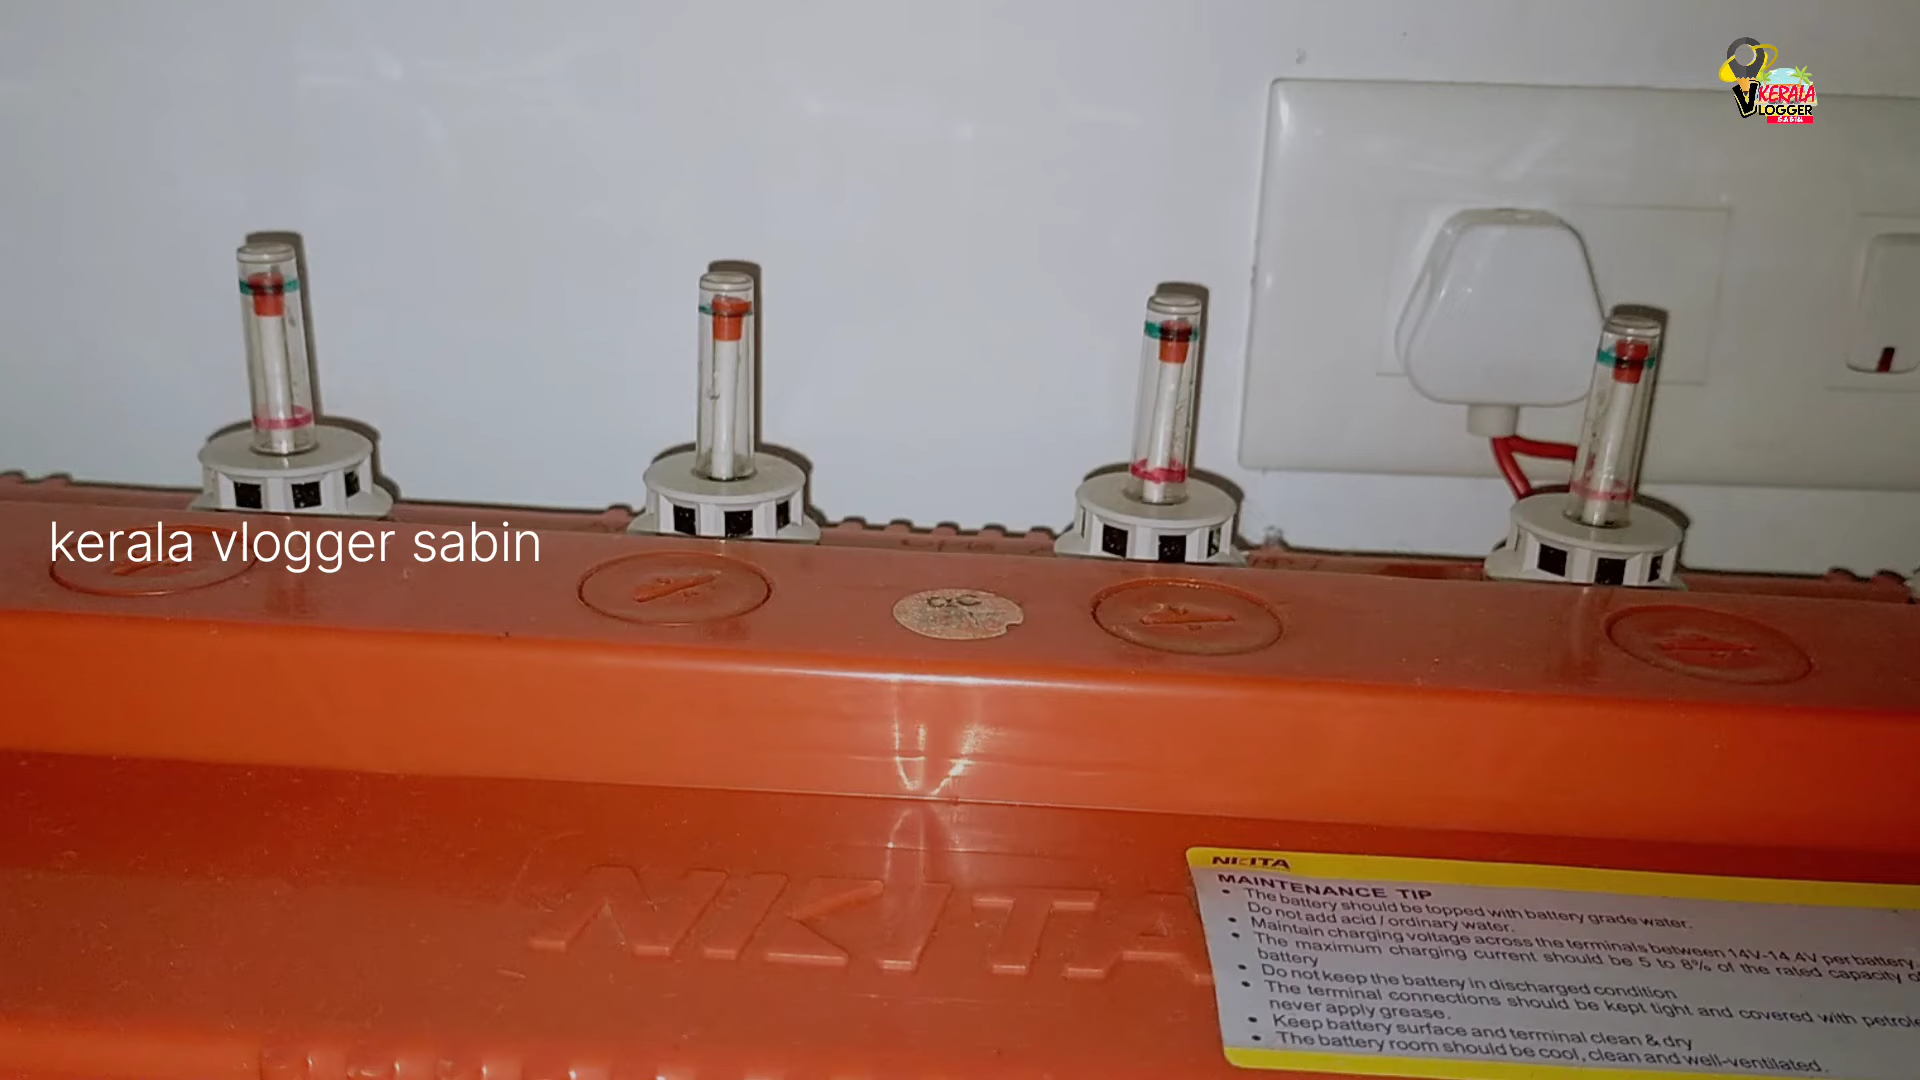 KERALA
VLOGGER
SABIN
kerala vlogger sabin
NIKITA
NIKITA
MAINTENANCE TIP
• The battery should be topped with battery grade water.
Do not add acid / ordinary water.
• Maintain charging voltage across the terminals between 14V-14.4V per battery.
• The maximum charging current should be 5 to 8% of the rated capacity of
battery
• Do not keep the battery in discharged condition
• The terminal connections should be kept tight and covered with
never apply grease.
• Keep battery surface and terminal clean & dry
• The battery room should be cool, clean and well-ventilated.